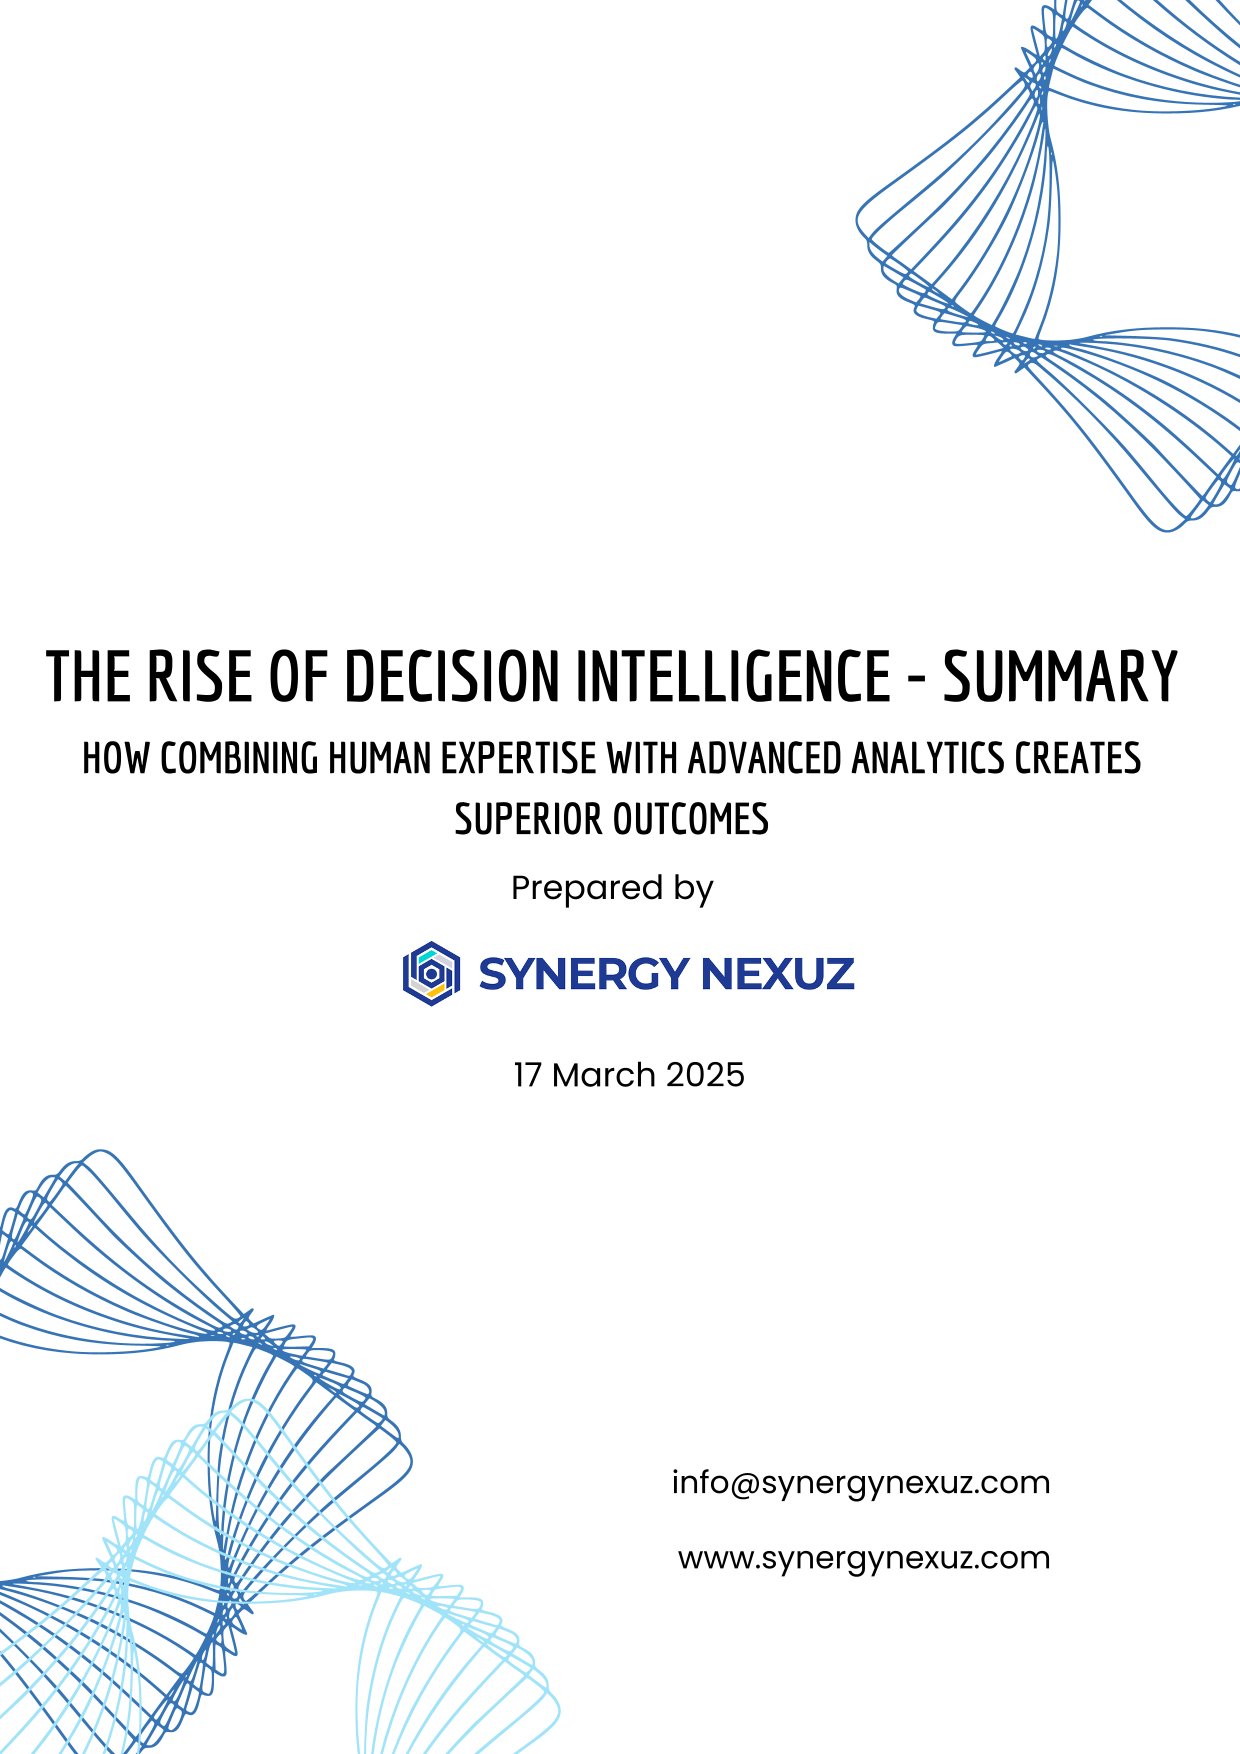 THE RISE OF DECISION INTELLIGENCE - SUMMARY
HOW COMBINING HUMAN EXPERTISE WITH ADVANCED ANALYTICS CREATES
SUPERIOR OUTCOMES
Prepared by
SYNERGY NEXUZ
17 March 2025
info@synergynexuz.com
www.synergynexuz.com